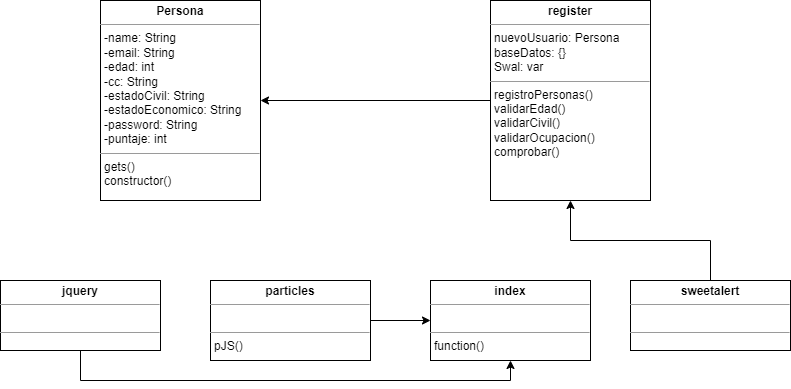 Persona
-name: String
-email: String
-edad: int
-cc: String
-estadoCivil: String
-estadoEconomico: String
-password: String
-puntaje: int
gets()
constructor()
register
nuevoUsuario: Persona
baseDatos: {}
Swal: var
registroPersonas()
validarEdad()
validarCivil()
validarOcupacion()
comprobar()
jquery
particles
pJS()
index
function()
sweetalert